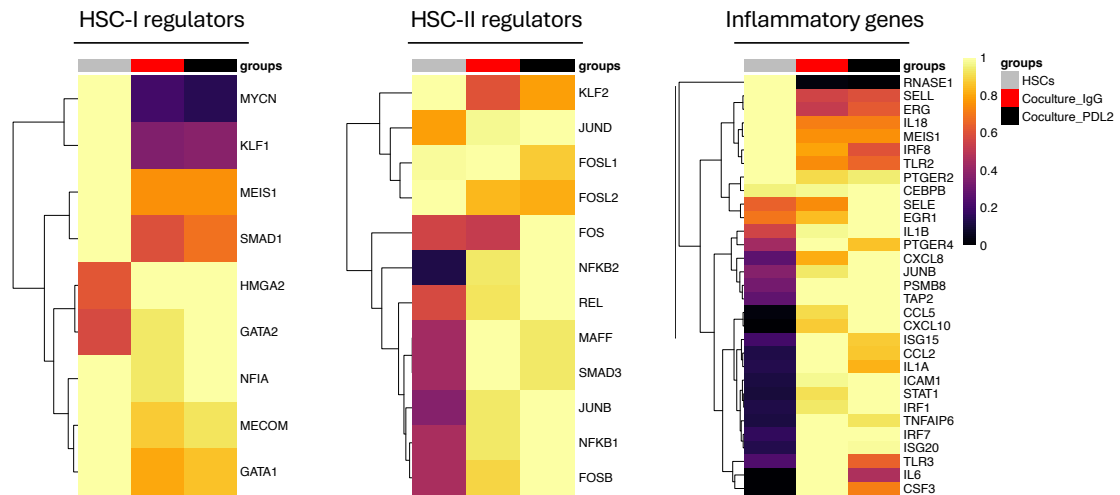 HSC-I regulators
groups
MYCN
KLF1
MEIS1
SMAD1
HMGA2
GATA2
NFIA
MECOM
GATA1
HSC-II regulators
groups
KLF2
JUND
FOSL1
FOSL2
FOS
NFKB2
REL
MAFF
SMAD3
JUNB
NFKB1
FOSB
Inflammatory genes
groups
RNASE1
SELL
ERG
IL18
MEIS1
IRF8
TLR2
PTGER2
CEBPB
SELE
EGR1
IL1B
PTGER4
CXCL8
JUNB
PSMB8
TAP2
CCL5
CXCL10
ISG15
CCL2
IL1A
ICAM1
STAT1
IRF1
TNFAIP6
IRF7
ISG20
TLR3
IL6
CSF3
1
0.8
0.6
0.4
0.2
0
groups
HSCs
Coculture_IgG
Coculture_PDL2